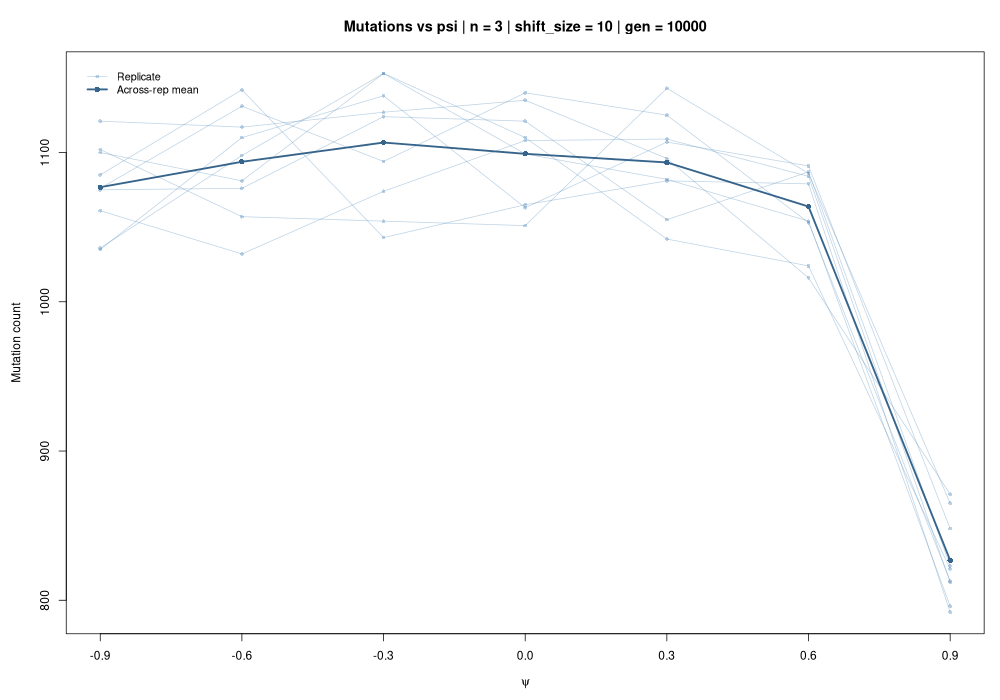 Mutations vs psi | n = 3 | shift_size = 10 | gen = 10000
Replicate
Across-rep mean
Mutation count
1100
1000
900
800
-0.9 -0.6 -0.3 0.0 0.3 0.6 0.9
ψ